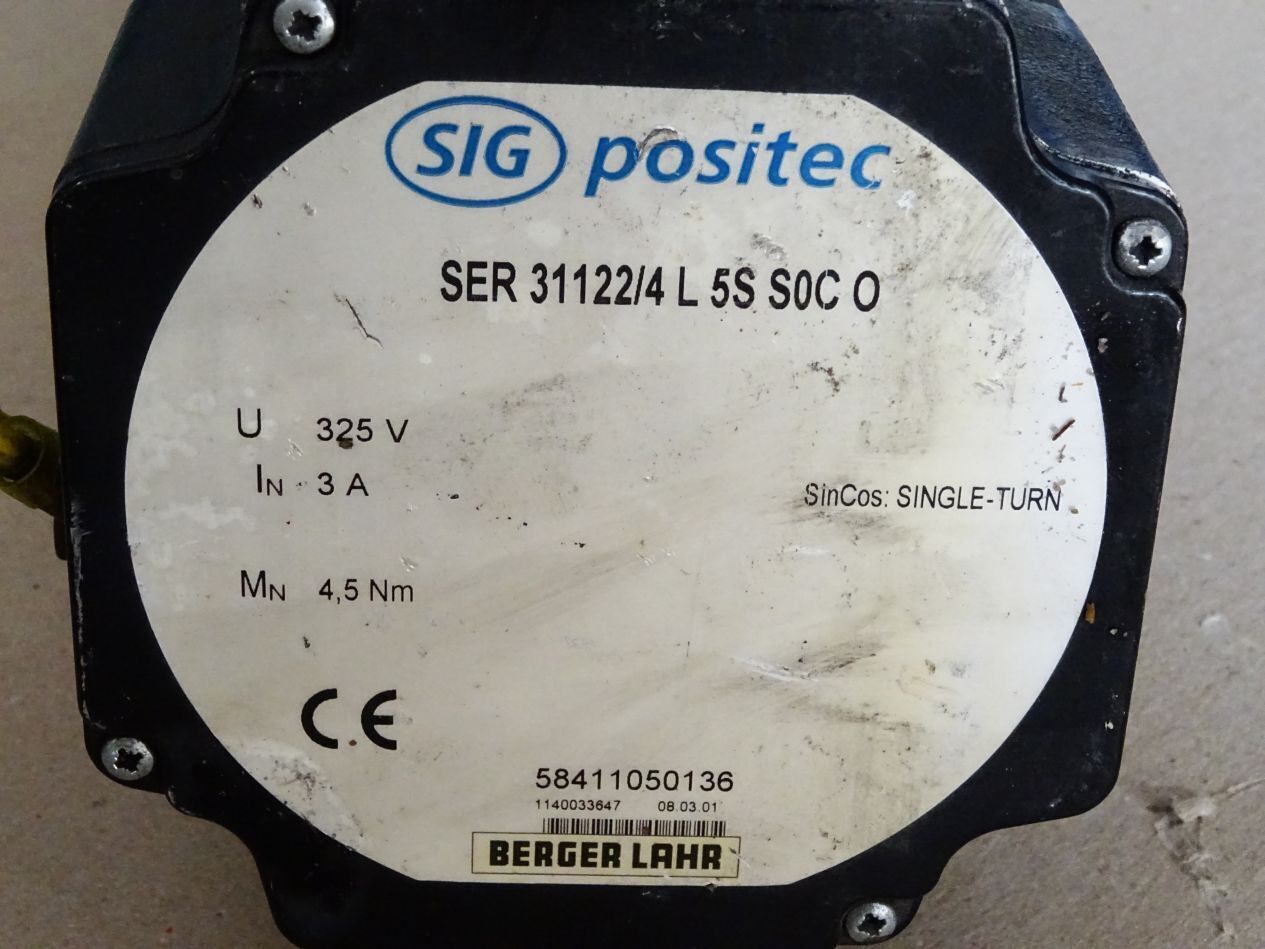 SIG positec
SER 31122/4 L 5S S0C O
U 325 V
IN 3 A
SinCos: SINGLE-TURN
MN 4,5 Nm
CE
58411050136
1140033647 08.03.01
BERGER LAHR